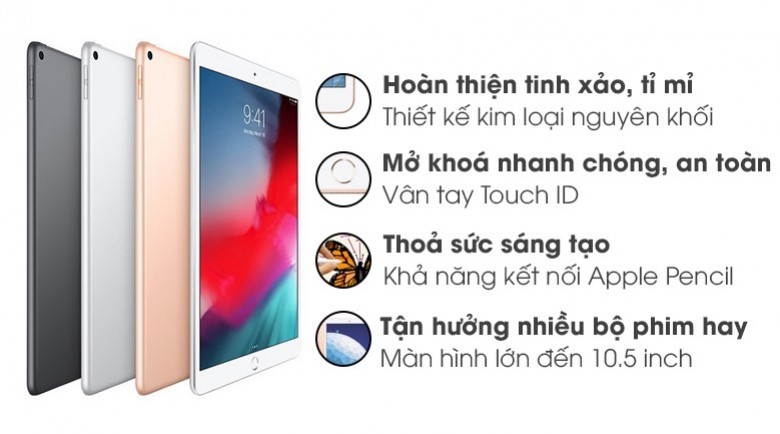 9:41
Hoàn thiện tinh xảo, tỉ mỉ
Thiết kế kim loại nguyên khối
Mở khoá nhanh chóng, an toàn
Vân tay Touch ID
Thoả sức sáng tạo
Khả năng kết nối Apple Pencil
Tận hưởng nhiều bộ phim hay
Màn hình lớn đến 10.5 inch